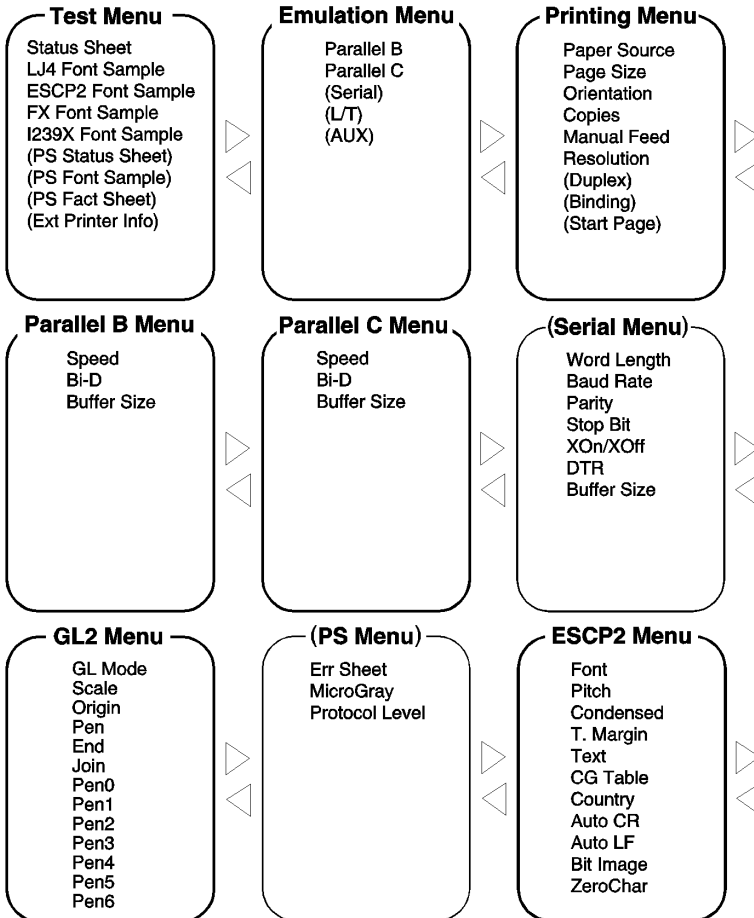 Test Menu
Status Sheet
LJ4 Font Sample
ESCP2 Font Sample
FX Font Sample
I239X Font Sample
(PS Status Sheet)
(PS Font Sample)
(PS Fact Sheet)
(Ext Printer Info)
Emulation Menu
Parallel B
Parallel C
(Serial)
(L/T)
(AUX)
Printing Menu
Paper Source
Page Size
Orientation
Copies
Manual Feed
Resolution
(Duplex)
(Binding)
(Start Page)
Parallel B Menu
Speed
Bi-D
Buffer Size
Parallel C Menu
Speed
Bi-D
Buffer Size
(Serial Menu)
Word Length
Baud Rate
Parity
Stop Bit
XOn/XOff
DTR
Buffer Size
GL2 Menu
GL Mode
Scale
Origin
Pen
End
Join
Pen0
Pen1
Pen2
Pen3
Pen4
Pen5
Pen6
(PS Menu)
Err Sheet
MicroGray
Protocol Level
ESCP2 Menu
Font
Pitch
Condensed
T. Margin
Text
CG Table
Country
Auto CR
Auto LF
Bit Image
ZeroChar